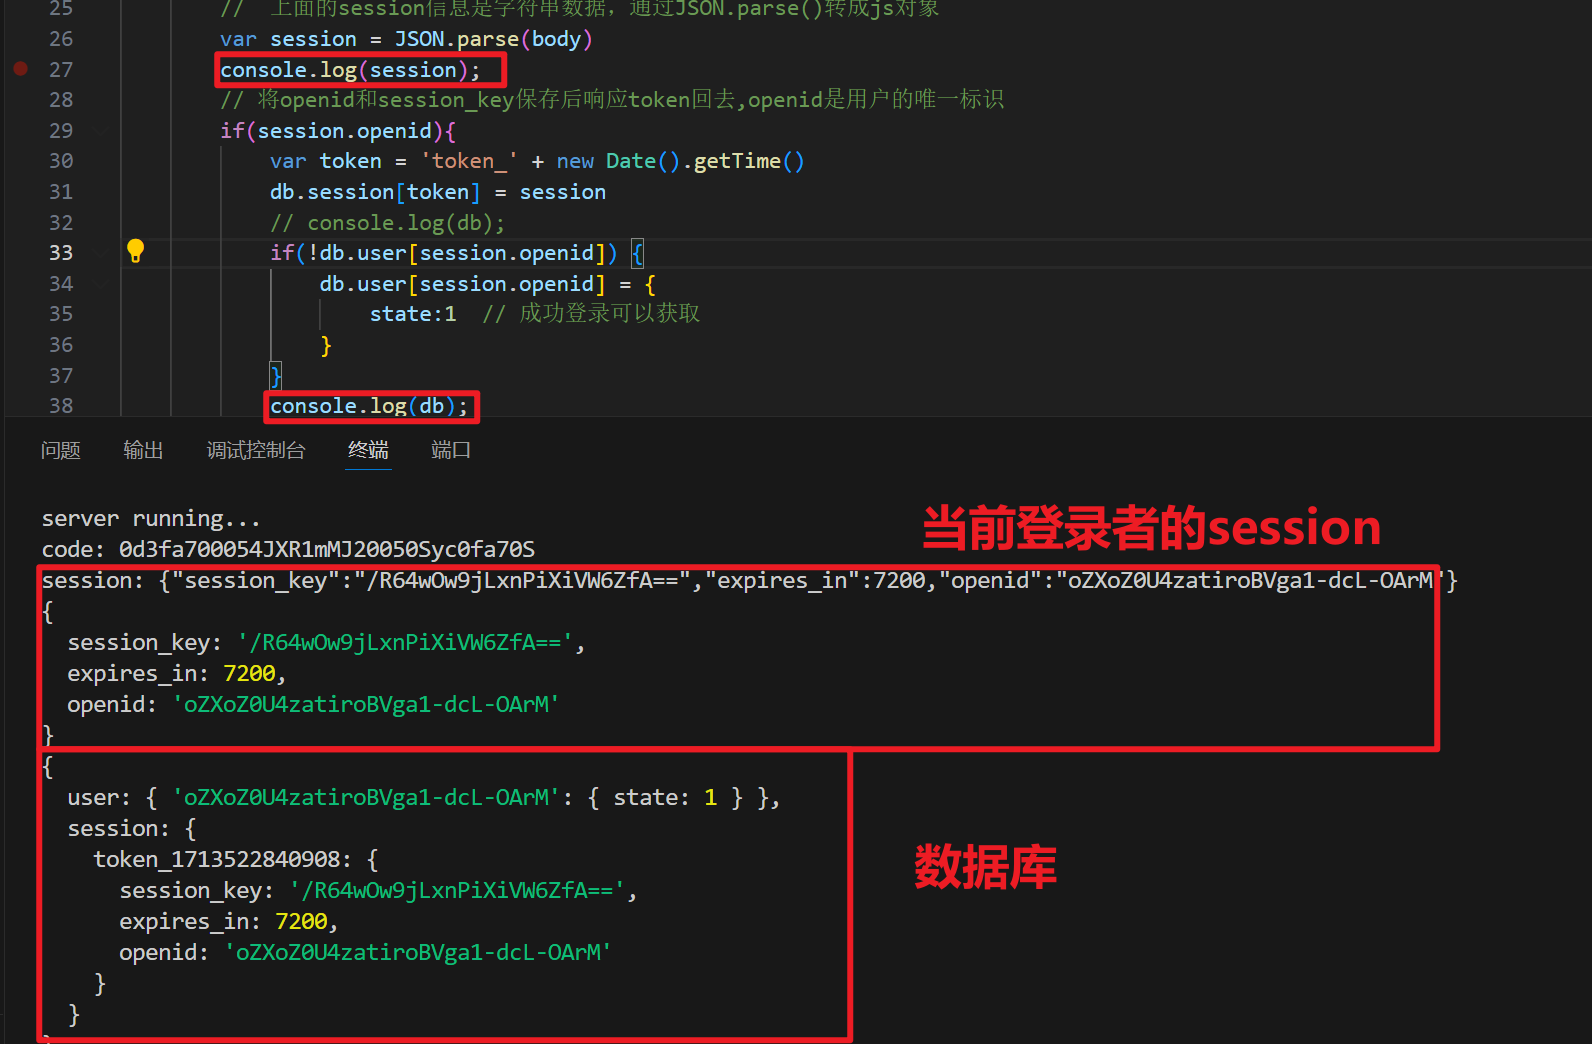 25 // 上面的session信息是字符串数据，通过JSON.parse()转成js对象
26 var session = JSON.parse(body)
27 console.log(session);
28 // 将openid和session_key保存后响应token回去,openid是用户的唯一标识
29 if(session.openid){
30 var token = 'token_' + new Date().getTime()
31 db.session[token] = session
32 // console.log(db);
33 if(!db.user[session.openid]) {
34 db.user[session.openid] = {
35 state:1 // 成功登录可以获取
36 }
37 }
38 console.log(db);
问题 输出 调试控制台 终端 端口
server running...
当前登录者的session
code: 0d3fa700054JXR1mMJ20050Syc0fa70S
session: {"session_key":"/R64wOw9jLxnPiXiVW6ZfA==","expires_in":7200,"openid":"oZXoZ0U4zatiroBVga1-dcL-OArM"}
{
session_key: '/R64wOw9jLxnPiXiVW6ZfA==',
expires_in: 7200,
openid: 'oZXoZ0U4zatiroBVga1-dcL-OArM'
}
{
user: { 'oZXoZ0U4zatiroBVga1-dcL-OArM': { state: 1 } },
session: {
token_1713522840908: {
数据库
session_key: '/R64wOw9jLxnPiXiVW6ZfA==',
expires_in: 7200,
openid: 'oZXoZ0U4zatiroBVga1-dcL-OArM'
}
}